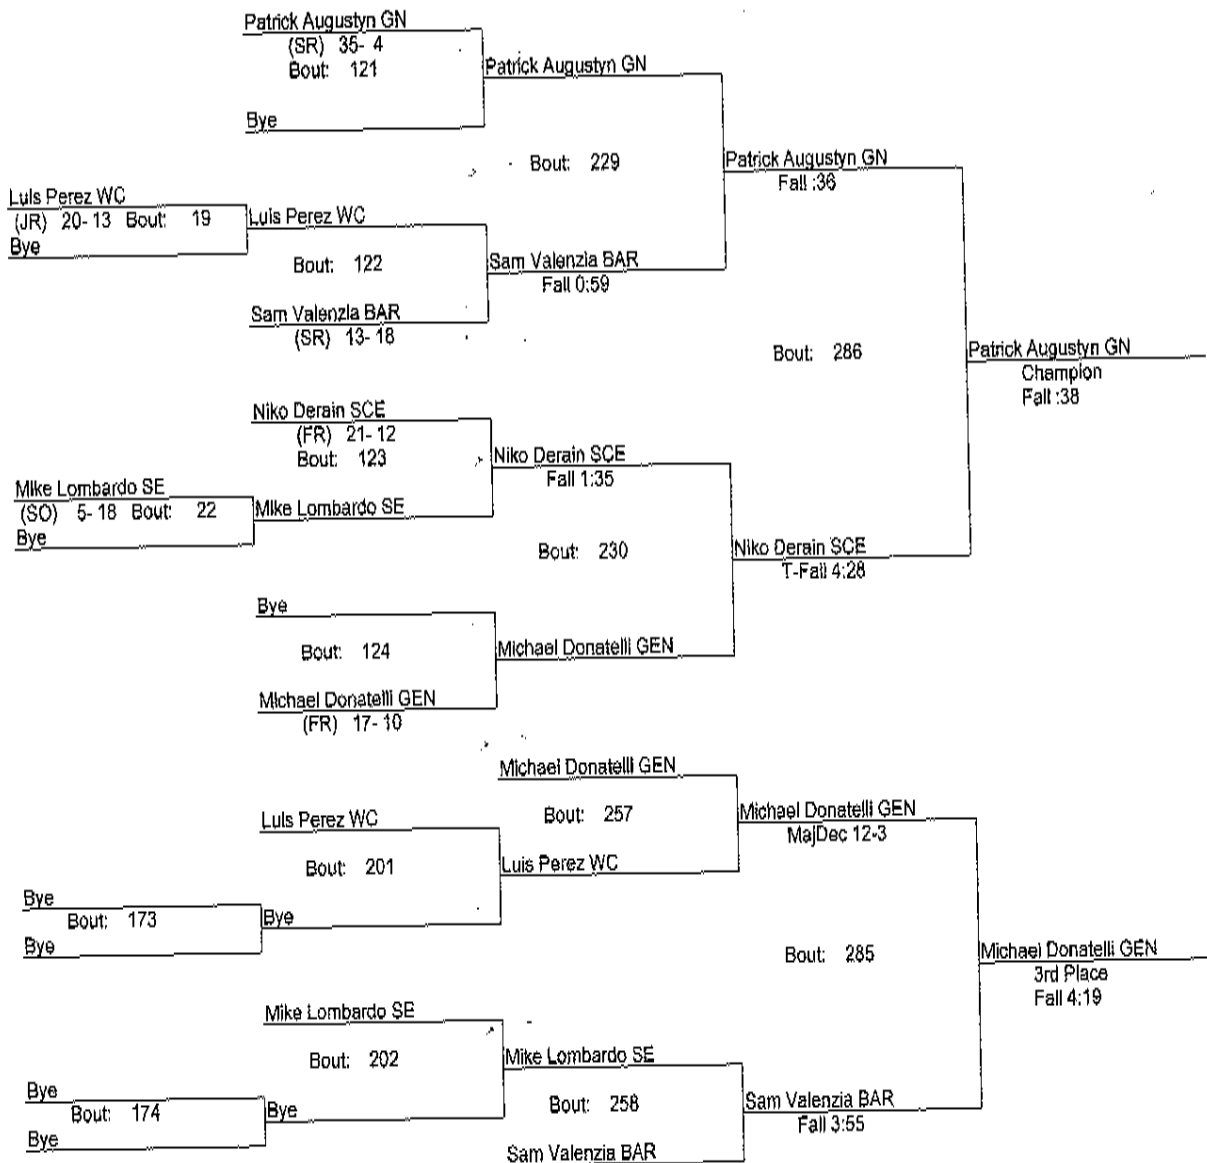 Patrick Augustyn GN
(SR) 35- 4
Bout: 121
Patrick Augustyn GN
Bye
Bout: 229
Patrick Augustyn GN
Fall :36
Luis Perez WC
(JR) 20- 13 Bout: 19
Bye
Luis Perez WC
Bout: 122
Sam Valenzia BAR
Fall 0:59
Sam Valenzia BAR
(SR) 13- 18
Bout: 286
Patrick Augustyn GN
Champion
Fall :38
Niko Derain SCE
(FR) 21- 12
Bout: 123
Niko Derain SCE
Fall 1:35
Mike Lombardo SE
(SO) 5- 18 Bout: 22
Bye
Mike Lombardo SE
Bout: 230
Niko Derain SCE
T-Fall 4:28
Bye
Bout: 124
Michael Donatelli GEN
Michael Donatelli GEN
(FR) 17- 10
Michael Donatelli GEN
Bout: 257
Michael Donatelli GEN
MajDec 12-3
Luis Perez WC
Bout: 201
Luis Perez WC
Bye
Bout: 173
Bye
Bye
Bout: 285
Michael Donatelli GEN
3rd Place
Fall 4:19
Mike Lombardo SE
Bout: 202
Mike Lombardo SE
Bye
Bout: 174
Bye
Bye
Bout: 258
Sam Valenzia BAR
Fall 3:55
Sam Valenzia BAR